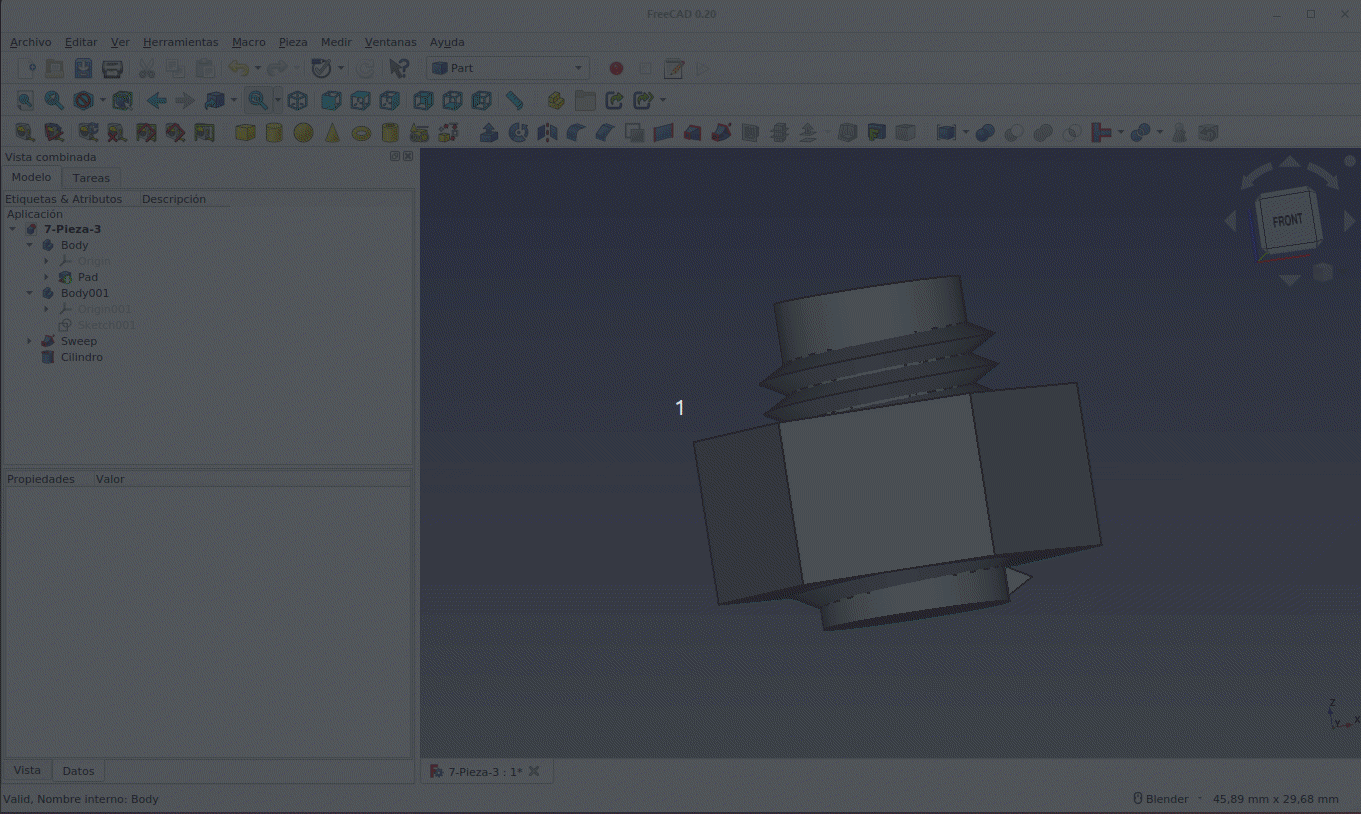 FreeCAD 0.20
Archivo Editar Ver Herramientas Macro Pieza Medir Ventanas Ayuda
Part
Vista combinada
Modelo Tareas
Etiquetas & Atributos Descripción
Aplicación
7-Pieza-3
Body
Origin
Pad
Body001
Origin001
Sketch001
Sweep
Cilindro
1
FRONT
Propiedades Valor
Z
Y X
Vista Datos
7-Pieza-3 : 1*
Valid, Nombre interno: Body
Blender 45,89 mm x 29,68 mm